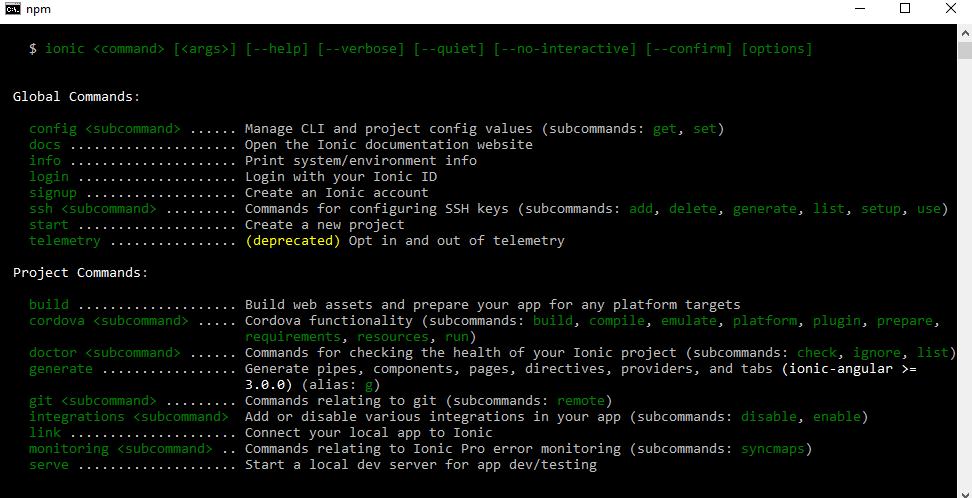 npm
$ ionic <command> [<args>] [--help] [--verbose] [--quiet] [--no-interactive] [--confirm] [options]
Global Commands:
config <subcommand> ...... Manage CLI and project config values (subcommands: get, set)
docs ..................... Open the Ionic documentation website
info ..................... Print system/environment info
login .................... Login with your Ionic ID
signup ................... Create an Ionic account
ssh <subcommand> ......... Commands for configuring SSH keys (subcommands: add, delete, generate, list, setup, use)
start .................... Create a new project
telemetry ................ (deprecated) Opt in and out of telemetry
Project Commands:
build .................... Build web assets and prepare your app for any platform targets
cordova <subcommand> ..... Cordova functionality (subcommands: build, compile, emulate, platform, plugin, prepare,
requirements, resources, run)
doctor <subcommand> ...... Commands for checking the health of your Ionic project (subcommands: check, ignore, list)
generate ................. Generate pipes, components, pages, directives, providers, and tabs (ionic-angular >=
3.0.0) (alias: g)
git <subcommand> ......... Commands relating to git (subcommands: remote)
integrations <subcommand>  Add or disable various integrations in your app (subcommands: disable, enable)
link ..................... Connect your local app to Ionic
monitoring <subcommand> .. Commands relating to Ionic Pro error monitoring (subcommands: syncmaps)
serve .................... Start a local dev server for app dev/testing